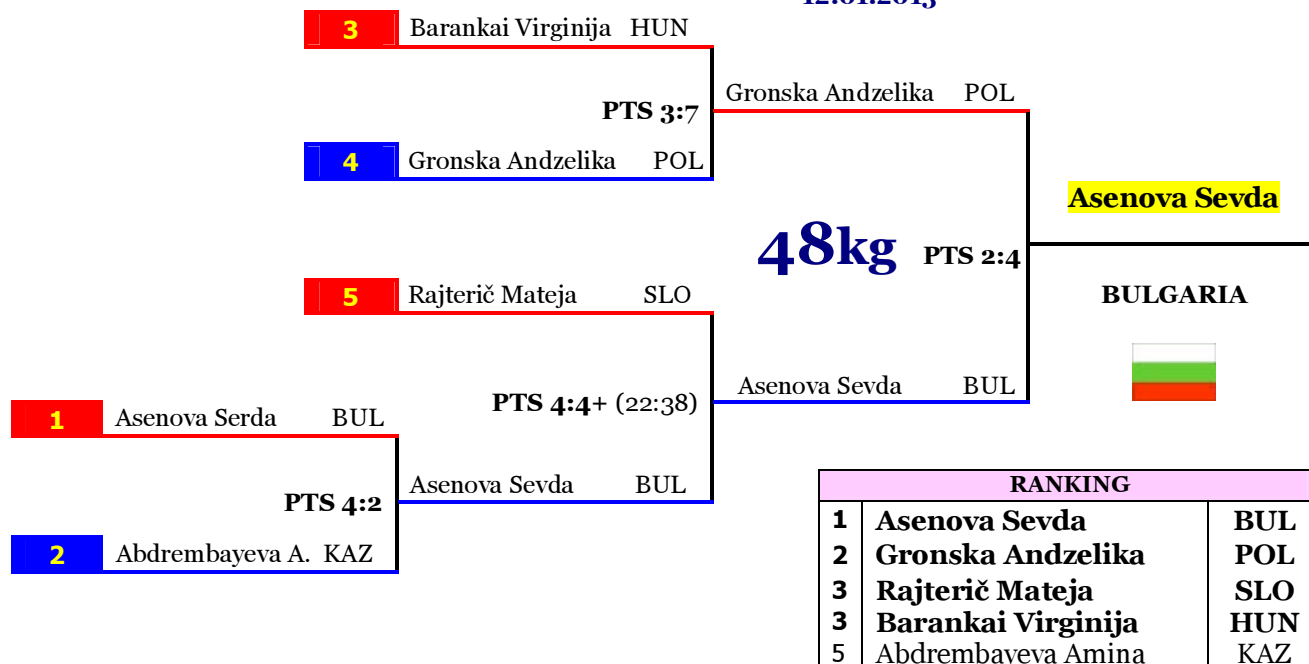 12.01.2013
3 Barankai Virginija HUN
Gronska Andzelika POL
PTS 3:7
4 Gronska Andzelika POL
Asenova Sevda
48kg PTS 2:4
5 Rajterič Mateja SLO
BULGARIA
Asenova Sevda BUL
PTS 4:4+ (22:38)
1 Asenova Serda BUL
Asenova Sevda BUL
PTS 4:2
2 Abdrembayeva A. KAZ
RANKING
1 Asenova Sevda BUL
2 Gronska Andzelika POL
3 Rajterič Mateja SLO
3 Barankai Virginija HUN
5 Abdrembayeva Amina KAZ